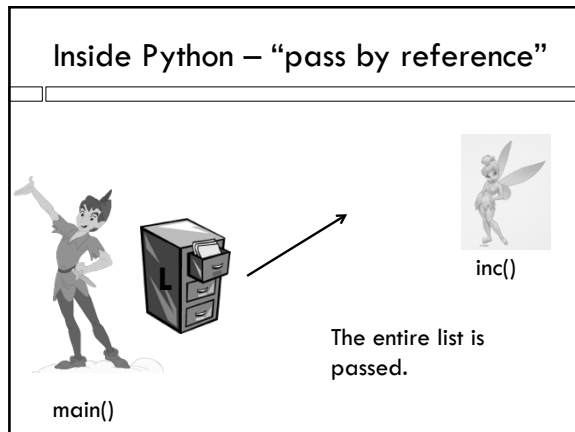 Inside Python – “pass by reference”
L
inc()
The entire list is
passed.
main()